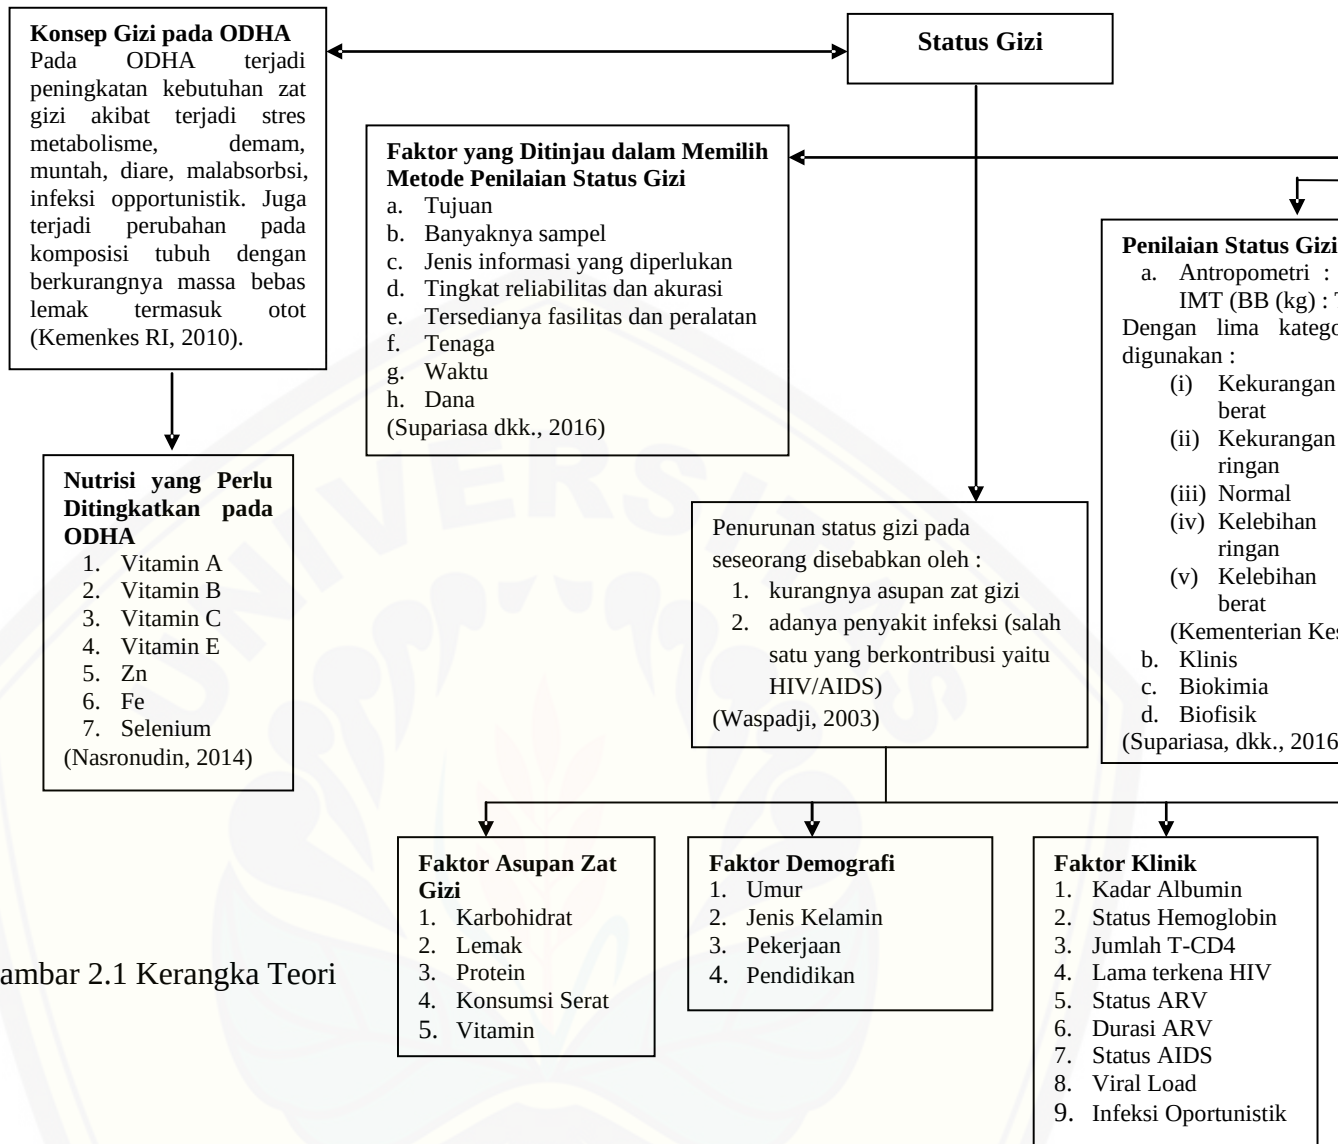 Konsep Gizi pada ODHA
Pada ODHA terjadi
peningkatan kebutuhan zat
gizi akibat terjadi stres
metabolisme, demam,
muntah, diare, malabsorbsi,
infeksi opportunistik. Juga
terjadi perubahan pada
komposisi tubuh dengan
berkurangnya massa bebas
lemak termasuk otot
(Kemenkes RI, 2010).
Status Gizi
Faktor yang Ditinjau dalam Memilih
Metode Penilaian Status Gizi
a. Tujuan
b. Banyaknya sampel
c. Jenis informasi yang diperlukan
d. Tingkat reliabilitas dan akurasi
e. Tersedianya fasilitas dan peralatan
f. Tenaga
g. Waktu
h. Dana
(Supariasa dkk., 2016)
Penilaian Status Gizi
a. Antropometri :
IMT (BB (kg) :
Dengan lima katego
digunakan :
(i) Kekurangan
berat
(ii) Kekurangan
ringan
(iii) Normal
(iv) Kelebihan
ringan
(v) Kelebihan
berat
(Kementerian Kes
b. Klinis
c. Biokimia
d. Biofisik
(Supariasa, dkk., 2016
Nutrisi yang Perlu
Ditingkatkan pada
ODHA
1. Vitamin A
2. Vitamin B
3. Vitamin C
4. Vitamin E
5. Zn
6. Fe
7. Selenium
(Nasronudin, 2014)
Penurunan status gizi pada
seseorang disebabkan oleh :
1. kurangnya asupan zat gizi
2. adanya penyakit infeksi (salah
satu yang berkontribusi yaitu
HIV/AIDS)
(Waspadji, 2003)
Faktor Asupan Zat
Gizi
1. Karbohidrat
2. Lemak
3. Protein
4. Konsumsi Serat
5. Vitamin
Faktor Demografi
1. Umur
2. Jenis Kelamin
3. Pekerjaan
4. Pendidikan
Faktor Klinik
1. Kadar Albumin
2. Status Hemoglobin
3. Jumlah T-CD4
4. Lama terkena HIV
5. Status ARV
6. Durasi ARV
7. Status AIDS
8. Viral Load
9. Infeksi Oportunistik
ambar 2.1 Kerangka Teori
UNIVERSITAS